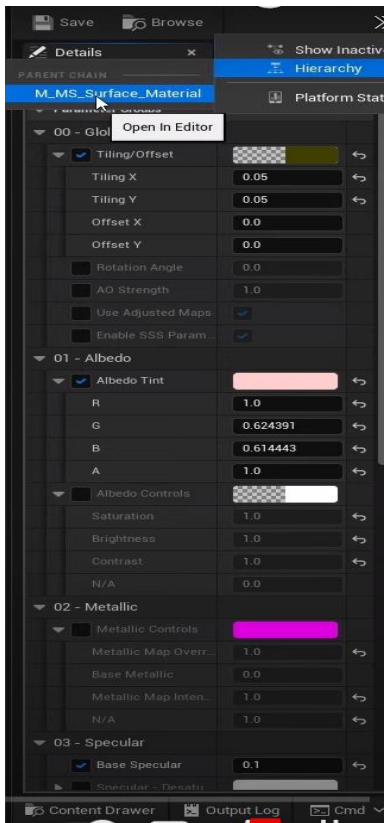 Save Browse
Details × Show Inactiv
PARENT CHAIN Hierarchy
M_MS_Surface_Material Platform Stat
Open In Editor
00 - Glo
Tiling/Offset
Tiling X 0.05
Tiling Y 0.05
Offset X 0.0
Offset Y 0.0
Rotation Angle 0.0
AO Strength 1.0
Use Adjusted Maps
Enable SSS Param...
01 - Albedo
Albedo Tint
R 1.0
G 0.624391
B 0.614443
A 1.0
Albedo Controls
Saturation 1.0
Brightness 1.0
Contrast 1.0
N/A 0.0
02 - Metallic
Metallic Controls
Metallic Map Overr... 1.0
Base Metallic 0.0
Metallic Map Inten... 1.0
N/A 1.0
03 - Specular
Base Specular 0.1
Specular - Desatu
Content Drawer Output Log Cmd